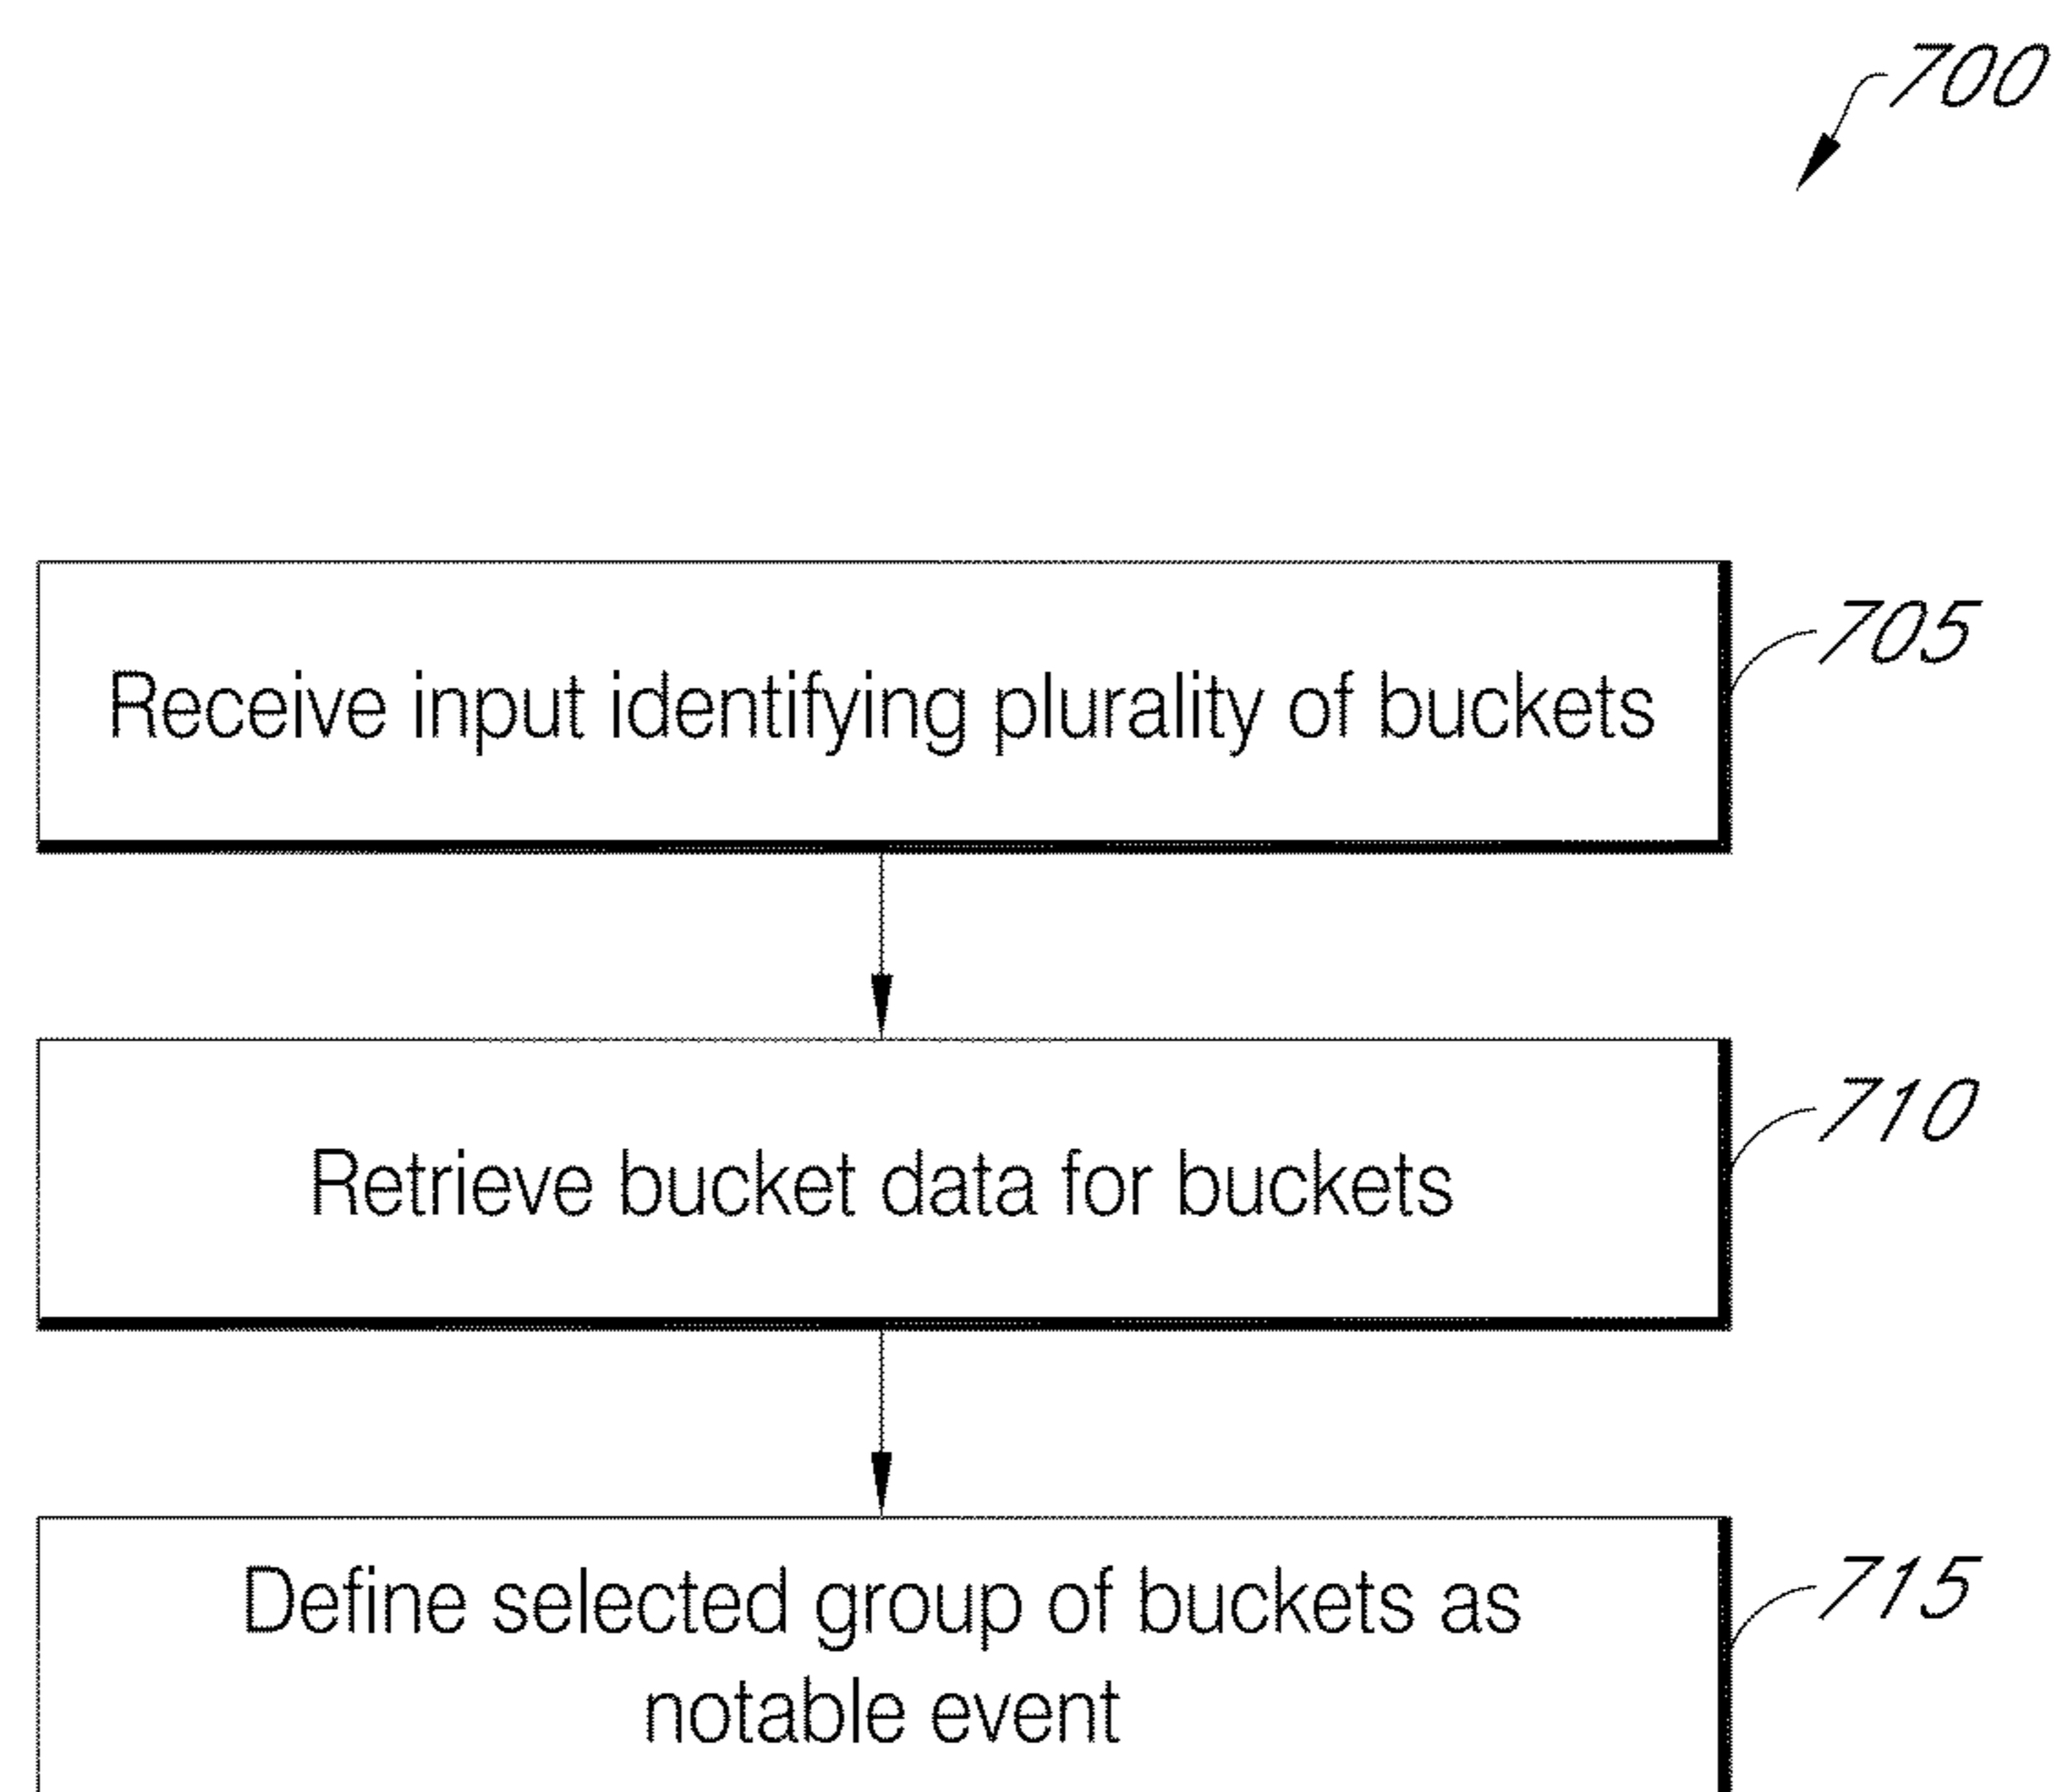 700
Receive input identifying plurality of buckets
705
Retrieve bucket data for buckets
710
Define selected group of buckets as
notable event
715